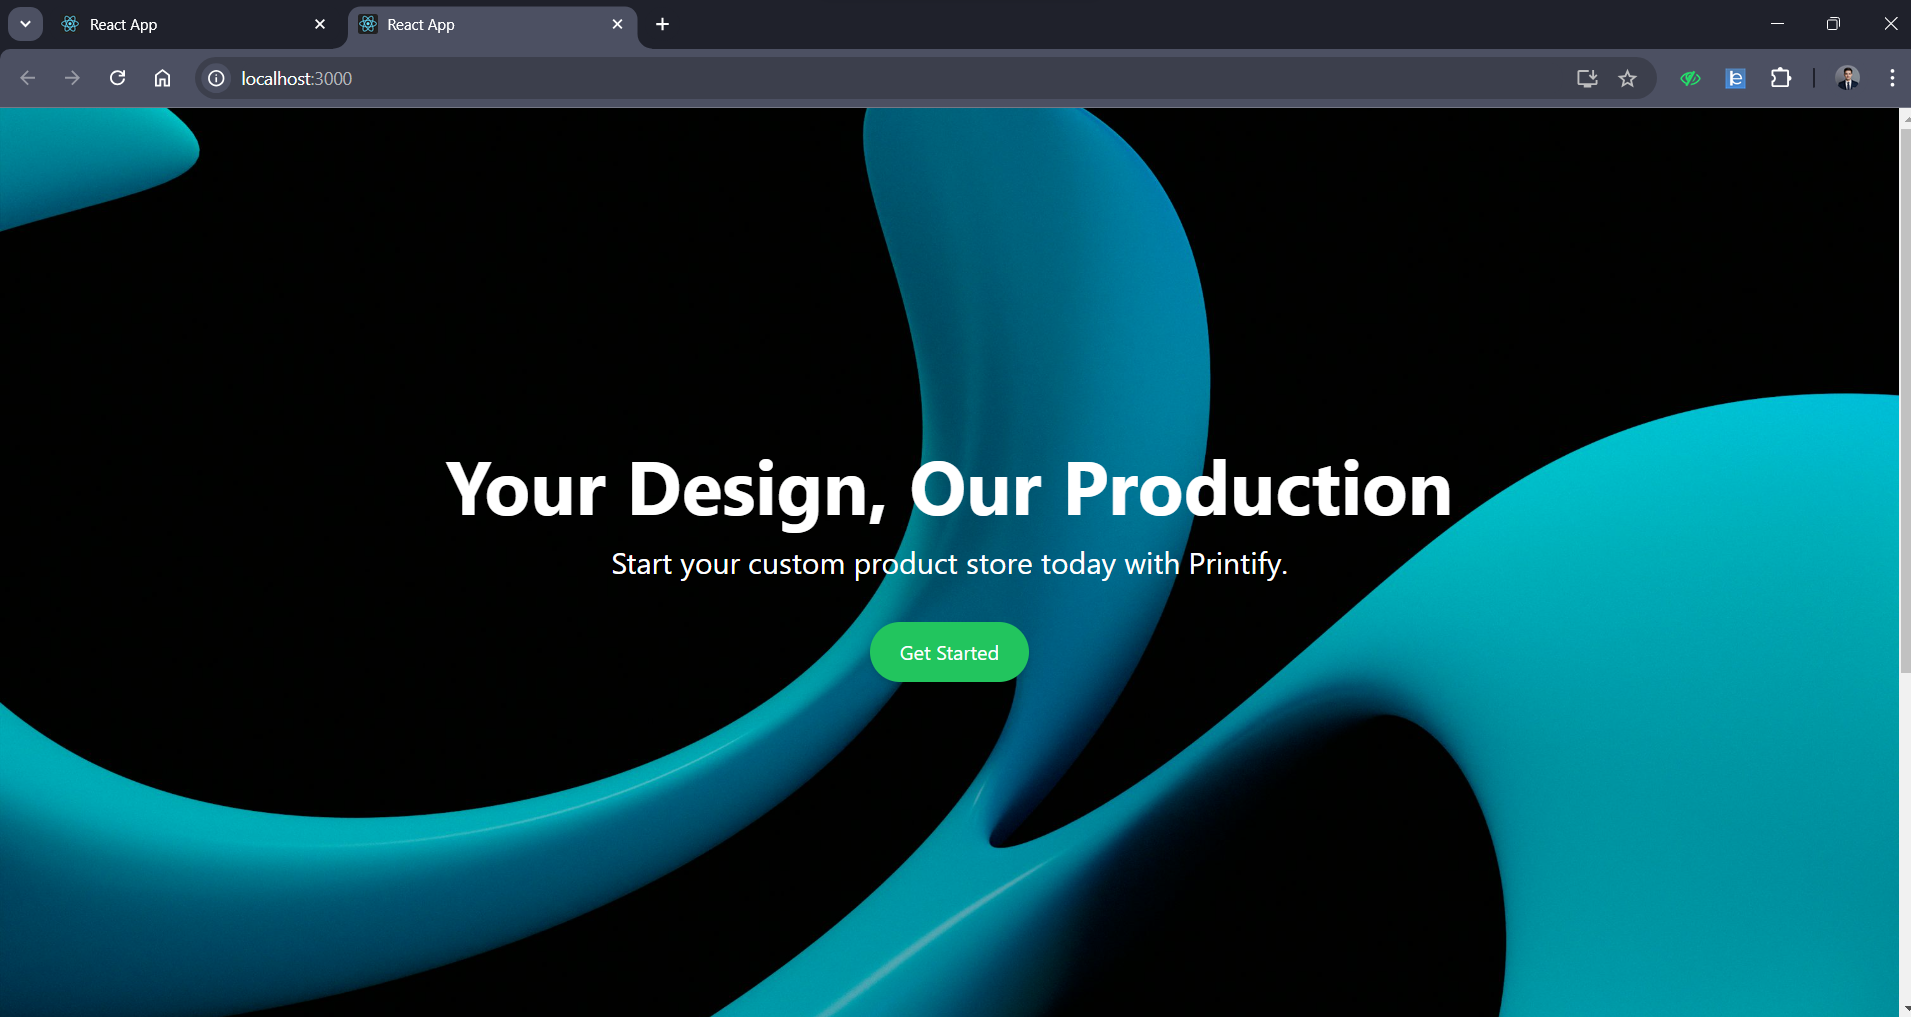 React App
React App
localhost:3000
Your Design, Our Production
Start your custom product store today with Printify.
Get Started